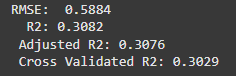 RMSE: 0.5884
R2: 0.3082
Adjusted R2: 0.3076
Cross Validated R2: 0.3029